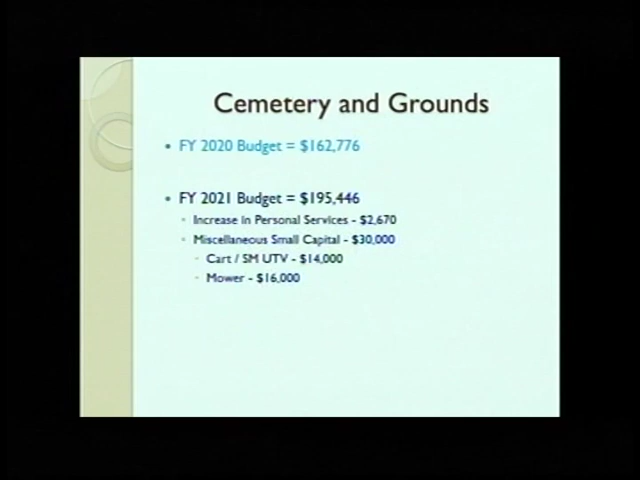 Cemetery and Grounds
• FY 2020 Budget = $162,776
• FY 2021 Budget = $195,446
• Increase in Personal Services - $2,670
• Miscellaneous Small Capital - $30,000
• Cart / SM UTV - $14,000
• Mower - $16,000